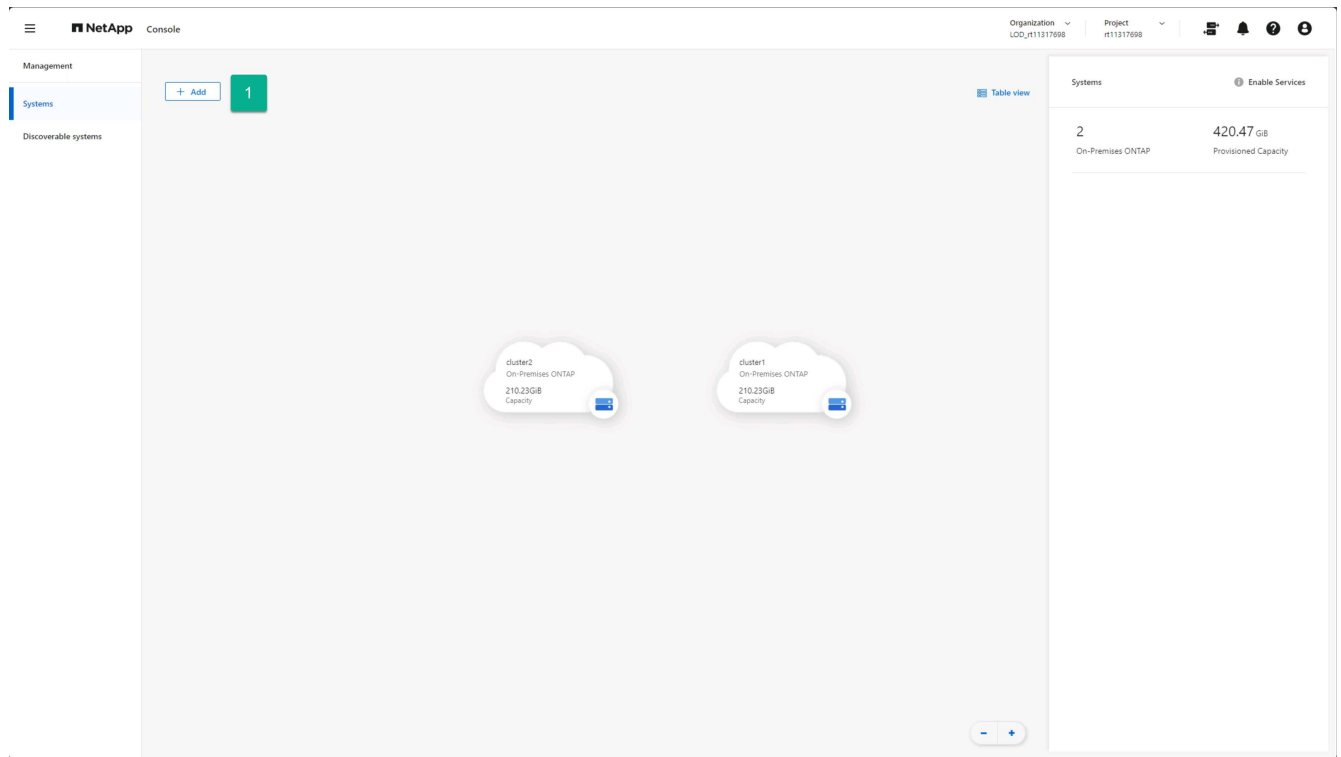 NetApp Console
Organization
LOD_rt11317698
Project
rt11317698
Management
Systems
Discoverable systems
+ Add
1
Table view
Systems
Enable Services
2
On-Premises ONTAP
420.47 GiB
Provisioned Capacity
cluster2
On-Premises ONTAP
210.23GiB
Capacity
cluster1
On-Premises ONTAP
210.23GiB
Capacity
- +